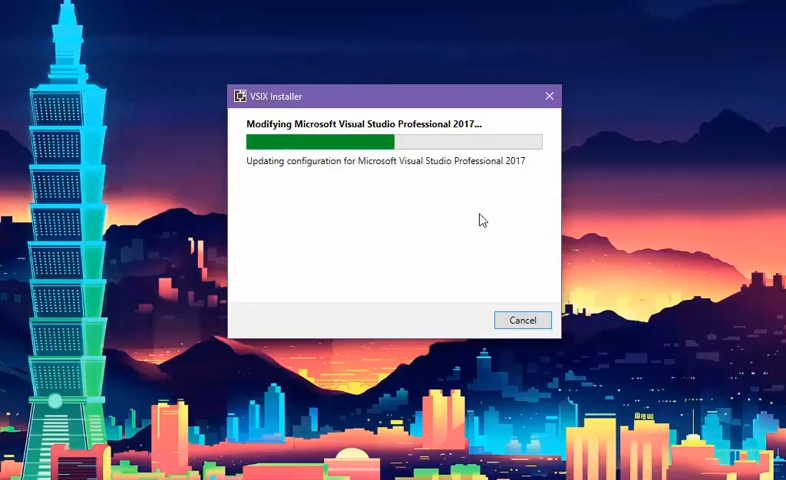 VSIX Installer
Modifying Microsoft Visual Studio Professional 2017...
Updating configuration for Microsoft Visual Studio Professional 2017
Cancel